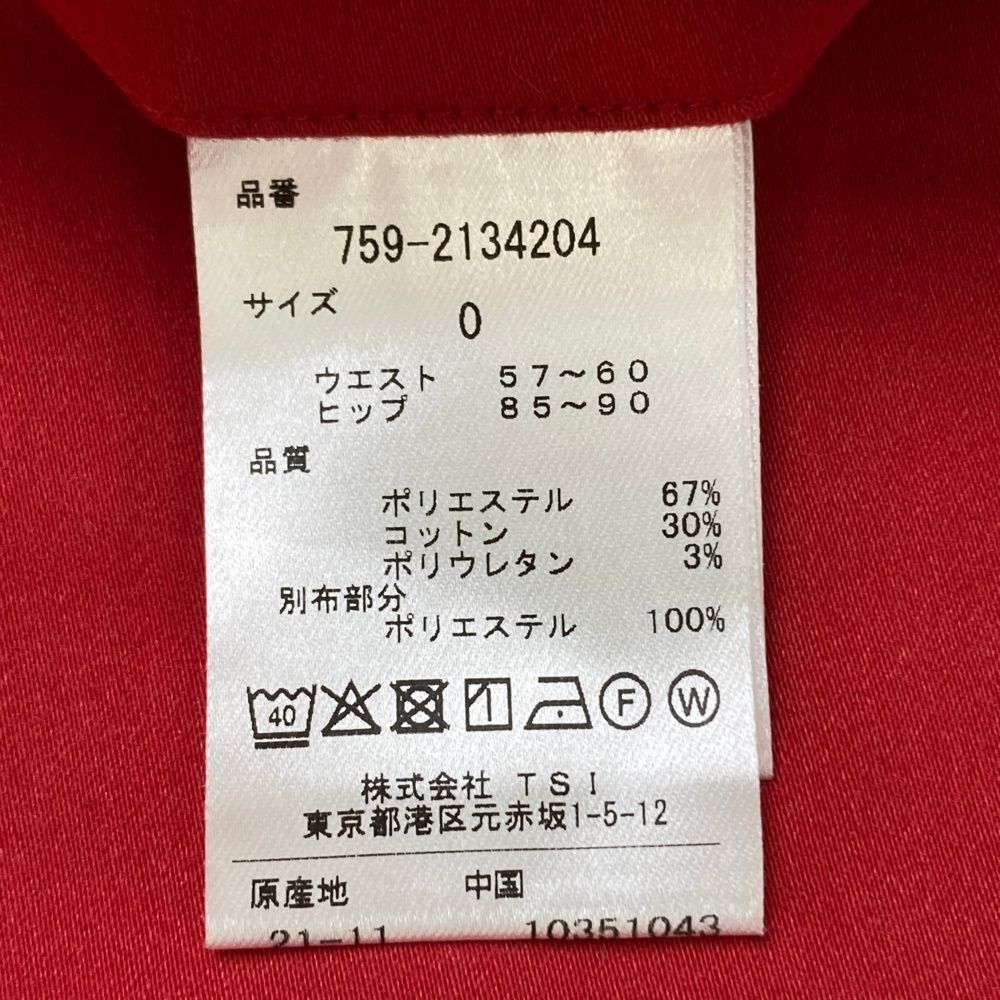 品番
759-2134204
サイズ 0
ウエスト 57～60
ヒップ 85～90
品質
ポリエステル 67%
コットン 30%
ポリウレタン 3%
別布部分
ポリエステル 100%
40 F W
株式会社 TSI
東京都港区元赤坂1-5-12
原産地 中国
21-11 10351043